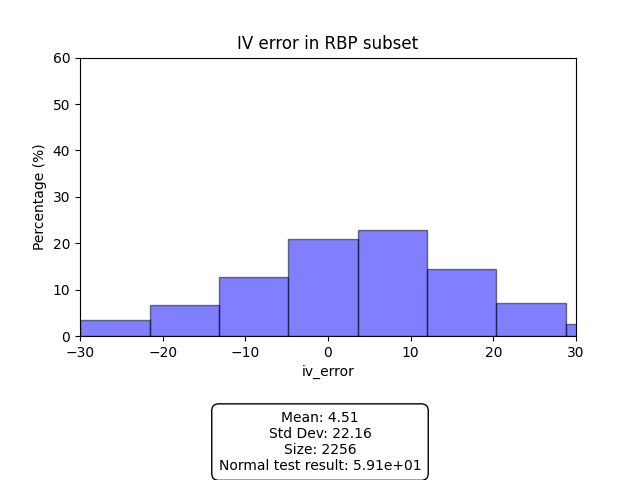 IV error in RBP subset
60
50
40
30
20
10
0
Percentage (%)
−30
−20
−10
0
10
20
30
iv_error
Mean: 4.51
Std Dev: 22.16
Size: 2256
Normal test result: 5.91e+01